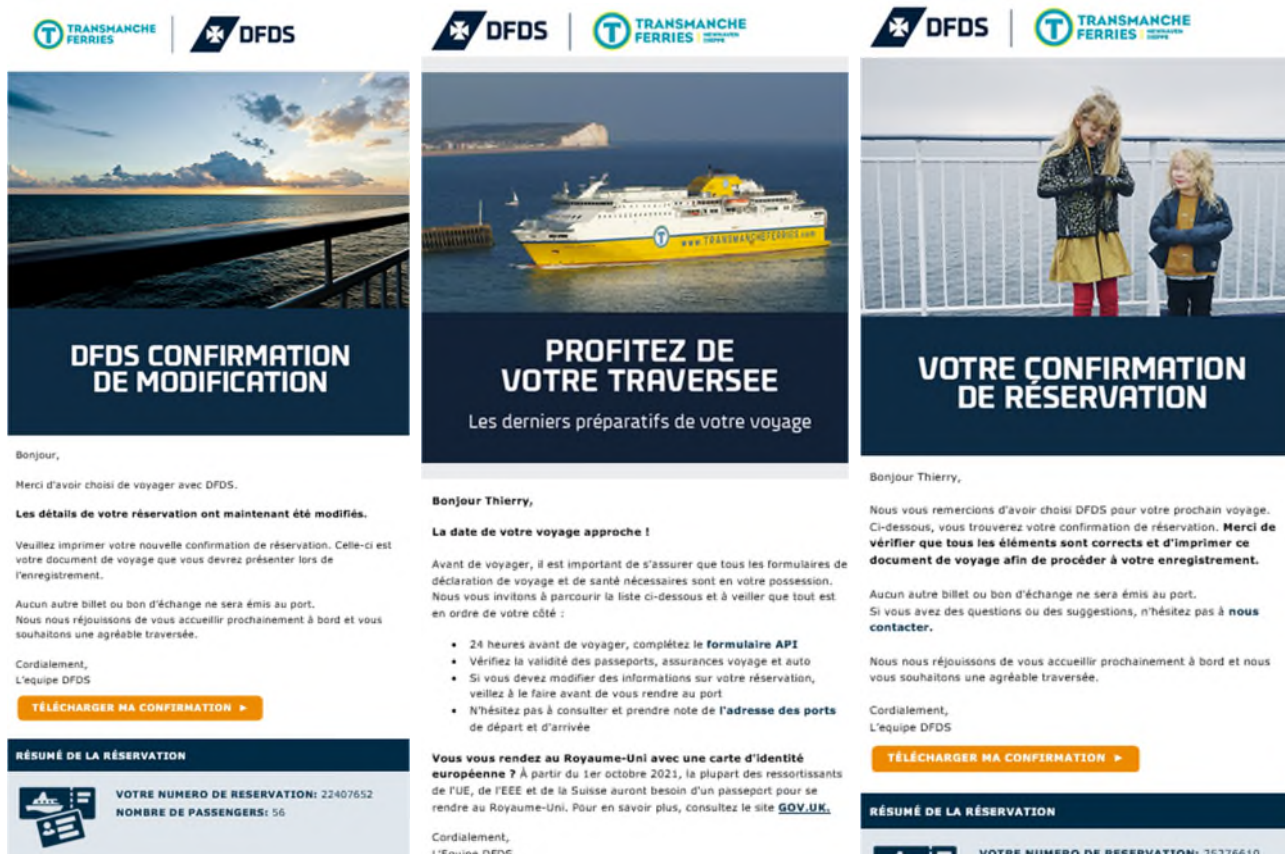 TRANSMANCHE
FERRIES
DFDS
DFDS CONFIRMATION
DE MODIFICATION
Bonjour,
Merci d'avoir choisi de voyager avec DFDS.
Les détails de votre réservation ont maintenant été modifiés.
Veuillez imprimer votre nouvelle confirmation de réservation. Celle-ci est
votre document de voyage que vous devrez présenter lors de
l'enregistrement.
Aucun autre billet ou bon d'échange ne sera émis au port.
Nous nous réjouissons de vous accueillir prochainement à bord et vous
souhaitons une agréable traversée.
Cordialement,
L'equipe DFDS
TÉLÉCHARGER MA CONFIRMATION ►
RÉSUMÉ DE LA RÉSERVATION
VOTRE NUMERO DE RESERVATION: 22407652
NOMBRE DE PASSENGERS: 56
DFDS
TRANSMANCHE
FERRIES NEWHAVEN
DIEPPE
www.TRANSMANCHEFERRIES.com
PROFITEZ DE
VOTRE TRAVERSEE
Les derniers préparatifs de votre voyage
Bonjour Thierry,
La date de votre voyage approche !
Avant de voyager, il est important de s'assurer que tous les formulaires de
déclaration de voyage et de santé nécessaires sont en votre possession.
Nous vous invitons à parcourir la liste ci-dessous et à veiller que tout est
en ordre de votre côté :
• 24 heures avant de voyager, complétez le formulaire API
• Vérifiez la validité des passeports, assurances voyage et auto
• Si vous devez modifier des informations sur votre réservation,
veillez à le faire avant de vous rendre au port
• N'hésitez pas à consulter et prendre note de l'adresse des ports
de départ et d'arrivée
Vous vous rendez au Royaume-Uni avec une carte d'identité
européenne ? À partir du 1er octobre 2021, la plupart des ressortissants
de l'UE, de l'EEE et de la Suisse auront besoin d'un passeport pour se
rendre au Royaume-Uni. Pour en savoir plus, consultez le site GOV.UK.
Cordialement,
L'Equipe DFDS
DFDS
TRANSMANCHE
FERRIES NEWHAVEN
DIEPPE
VOTRE CONFIRMATION
DE RÉSERVATION
Bonjour Thierry,
Nous vous remercions d'avoir choisi DFDS pour votre prochain voyage.
Ci-dessous, vous trouverez votre confirmation de réservation. Merci de
vérifier que tous les éléments sont corrects et d'imprimer ce
document de voyage afin de procéder à votre enregistrement.
Aucun autre billet ou bon d'échange ne sera émis au port.
Si vous avez des questions ou des suggestions, n'hésitez pas à nous
contacter.
Nous nous réjouissons de vous accueillir prochainement à bord et nous
vous souhaitons une agréable traversée.
Cordialement,
L'equipe DFDS
TÉLÉCHARGER MA CONFIRMATION ►
RÉSUMÉ DE LA RÉSERVATION
VOTRE NUMERO DE RESERVATION: